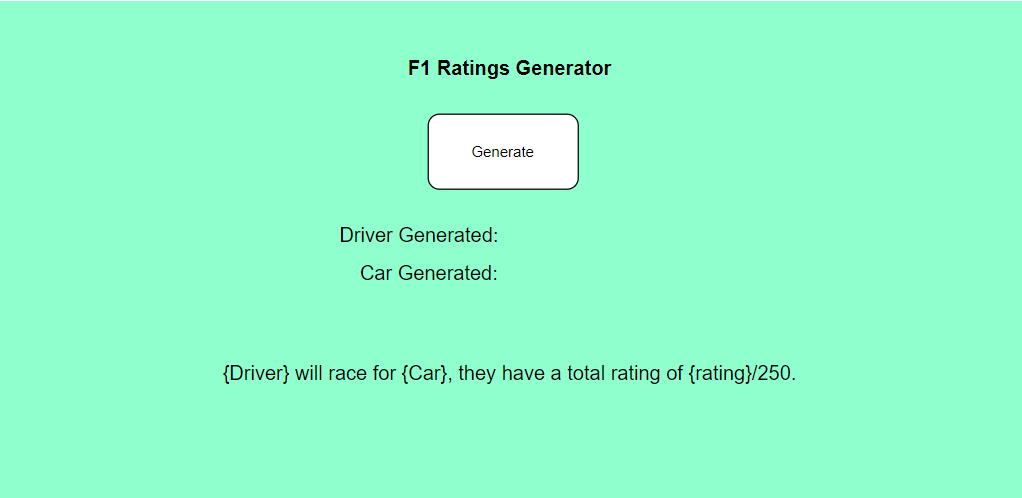 F1 Ratings Generator
Generate
Driver Generated:
Car Generated:
{Driver} will race for {Car}, they have a total rating of {rating}/250.